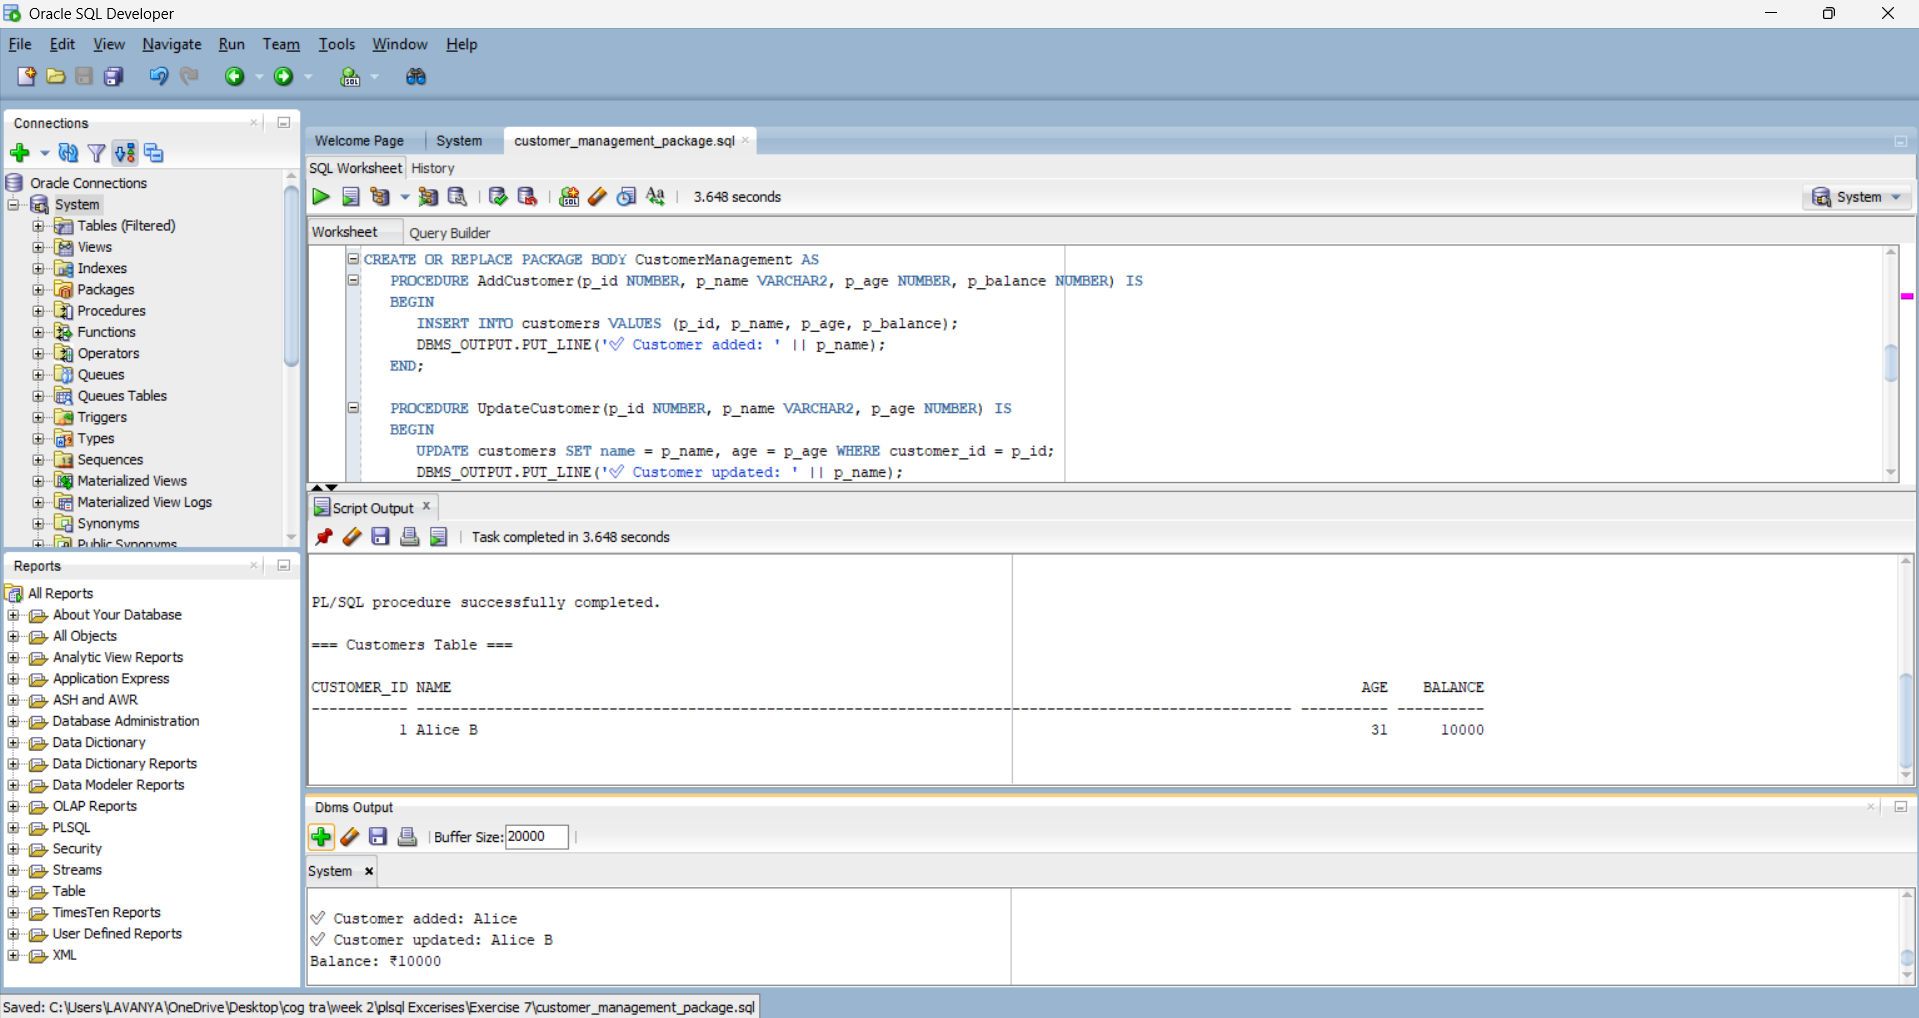 Oracle SQL Developer
File Edit View Navigate Run Team Tools Window Help
Connections
Oracle Connections
System
Tables (Filtered)
Views
Indexes
Packages
Procedures
Functions
Operators
Queues
Queues Tables
Triggers
Types
Sequences
Materialized Views
Materialized View Logs
Synonyms
Public Synonyms
Reports
All Reports
About Your Database
All Objects
Analytic View Reports
Application Express
ASH and AWR
Database Administration
Data Dictionary
Data Dictionary Reports
Data Modeler Reports
OLAP Reports
PLSQL
Security
Streams
Table
TimesTen Reports
User Defined Reports
XML
Welcome Page System customer_management_package.sql
SQL Worksheet History
3.648 seconds
System
Worksheet Query Builder
CREATE OR REPLACE PACKAGE BODY CustomerManagement AS
PROCEDURE AddCustomer(p_id NUMBER, p_name VARCHAR2, p_age NUMBER, p_balance NUMBER) IS
BEGIN
INSERT INTO customers VALUES (p_id, p_name, p_age, p_balance);
DBMS_OUTPUT.PUT_LINE('✅ Customer added: ' || p_name);
END;
PROCEDURE UpdateCustomer(p_id NUMBER, p_name VARCHAR2, p_age NUMBER) IS
BEGIN
UPDATE customers SET name = p_name, age = p_age WHERE customer_id = p_id;
DBMS_OUTPUT.PUT_LINE('✅ Customer updated: ' || p_name);
Script Output
Task completed in 3.648 seconds
PL/SQL procedure successfully completed.
=== Customers Table ===
CUSTOMER_ID NAME AGE BALANCE
1 Alice B 31 10000
Dbms Output
Buffer Size: 20000
System
✅ Customer added: Alice
✅ Customer updated: Alice B
Balance: ₹10000
Saved: C:\Users\LAVANYA\OneDrive\Desktop\cog tra\week 2\plsql Excerises\Exercise 7\customer_management_package.sql